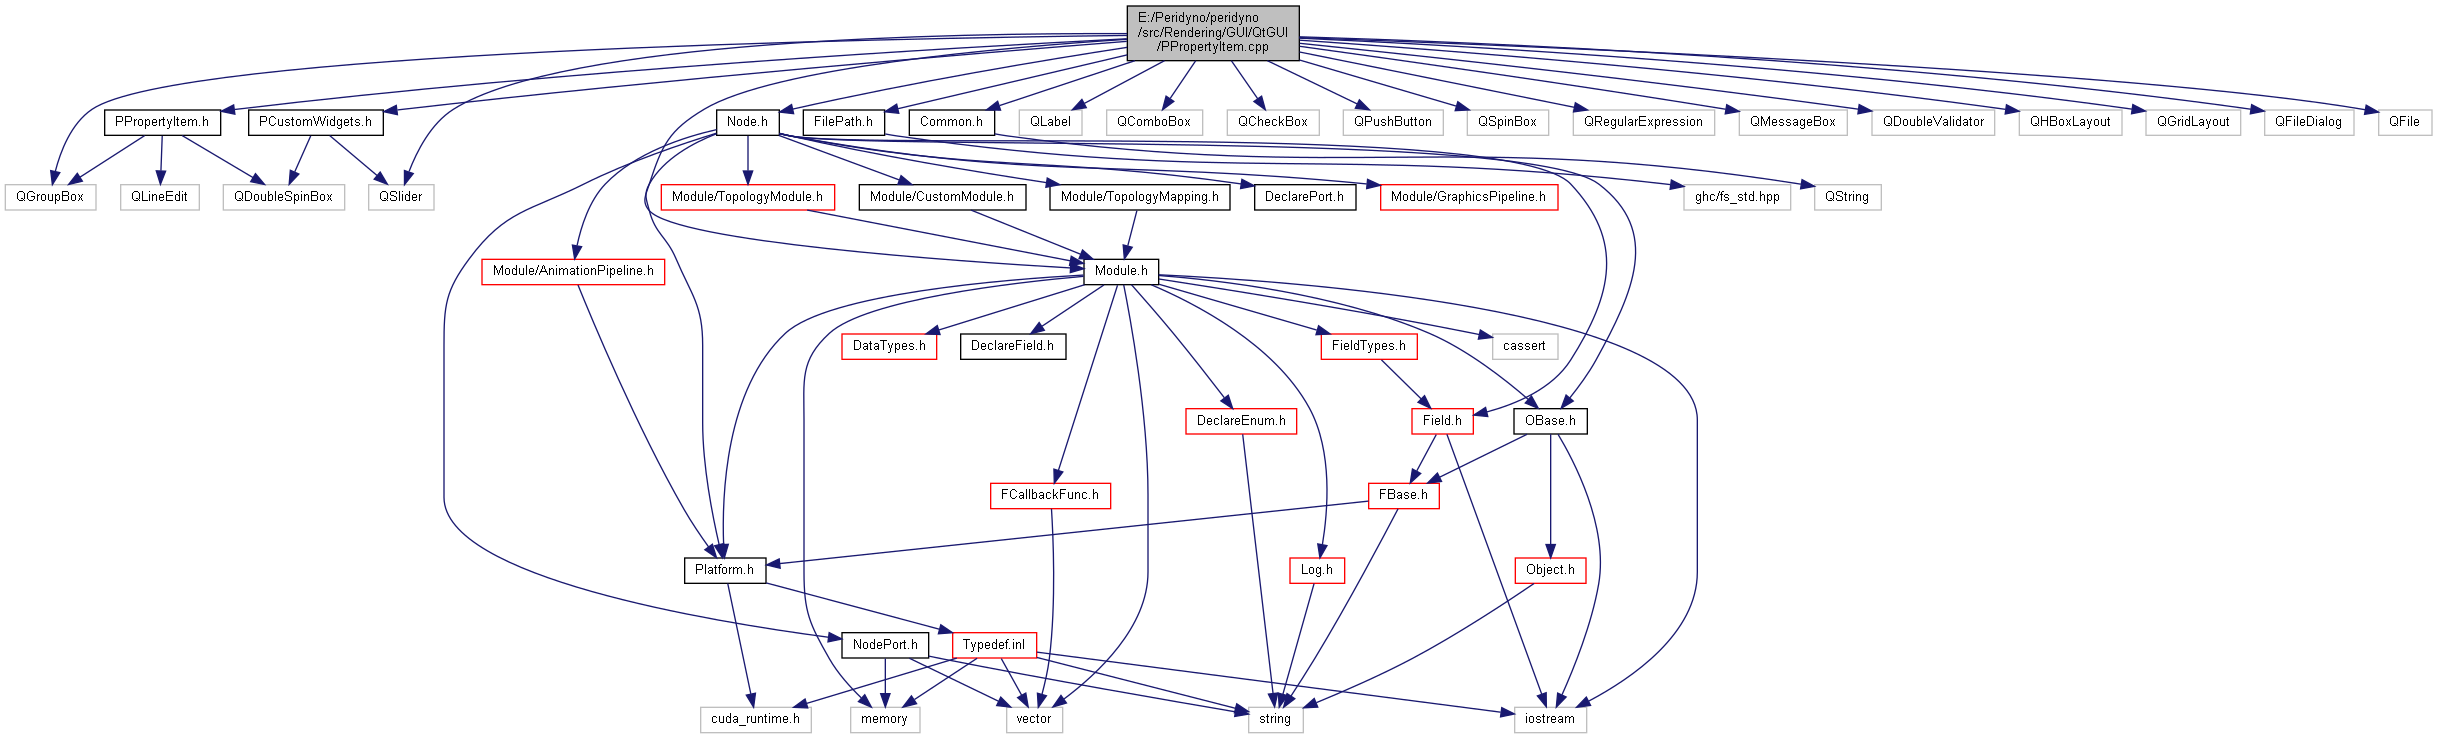 E:/Peridyno/peridyno
/src/Rendering/GUI/QtGUI
/PPropertyItem.cpp
PPropertyItem.h
PCustomWidgets.h
Node.h
FilePath.h
Common.h
QLabel
QComboBox
QCheckBox
QPushButton
QSpinBox
QRegularExpression
QMessageBox
QDoubleValidator
QHBoxLayout
QGridLayout
QFileDialog
QFile
QGroupBox
QLineEdit
QDoubleSpinBox
QSlider
Module/TopologyModule.h
Module/CustomModule.h
Module/TopologyMapping.h
DeclarePort.h
Module/GraphicsPipeline.h
ghc/fs_std.hpp
QString
Module/AnimationPipeline.h
Module.h
DataTypes.h
DeclareField.h
FieldTypes.h
cassert
DeclareEnum.h
Field.h
OBase.h
FCallbackFunc.h
FBase.h
Platform.h
Log.h
Object.h
NodePort.h
Typedef.inl
cuda_runtime.h
memory
vector
string
iostream